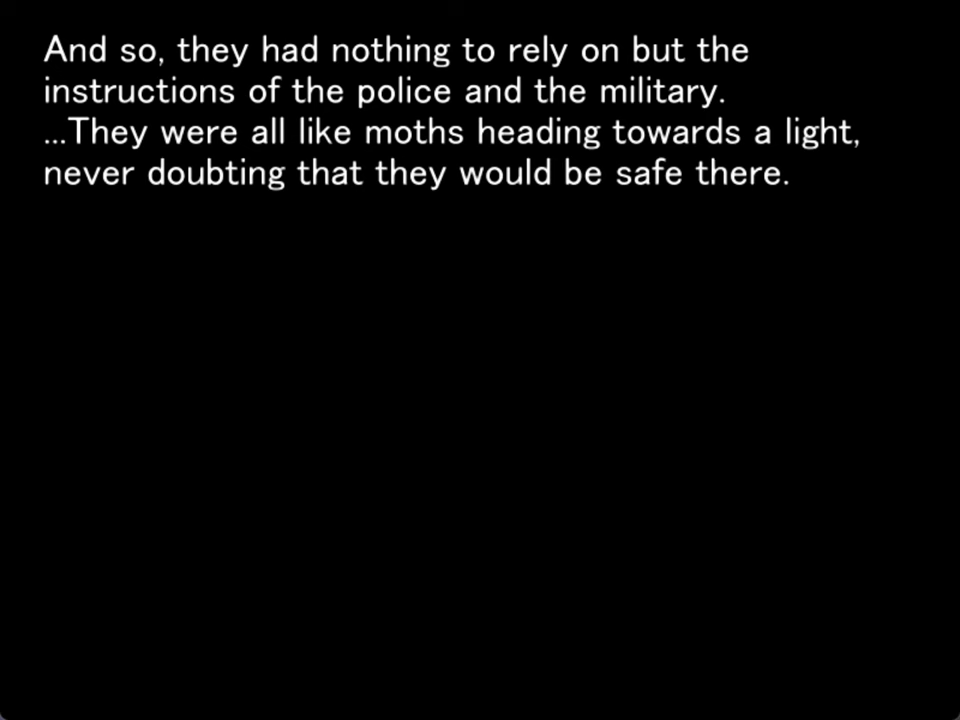 And so, they had nothing to rely on but the
instructions of the police and the military.
...They were all like moths heading towards a light,
never doubting that they would be safe there.